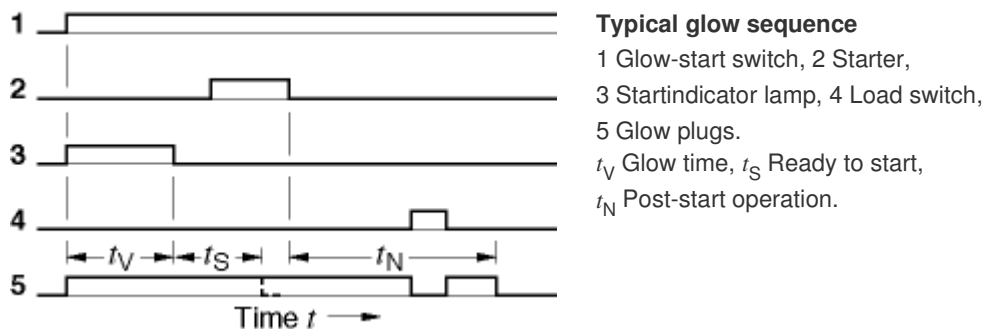 1
2
3
4
tV tS tN
5
Time t
Typical glow sequence
1 Glow-start switch, 2 Starter,
3 Startindicator lamp, 4 Load switch,
5 Glow plugs.
tV Glow time, tS Ready to start,
tN Post-start operation.